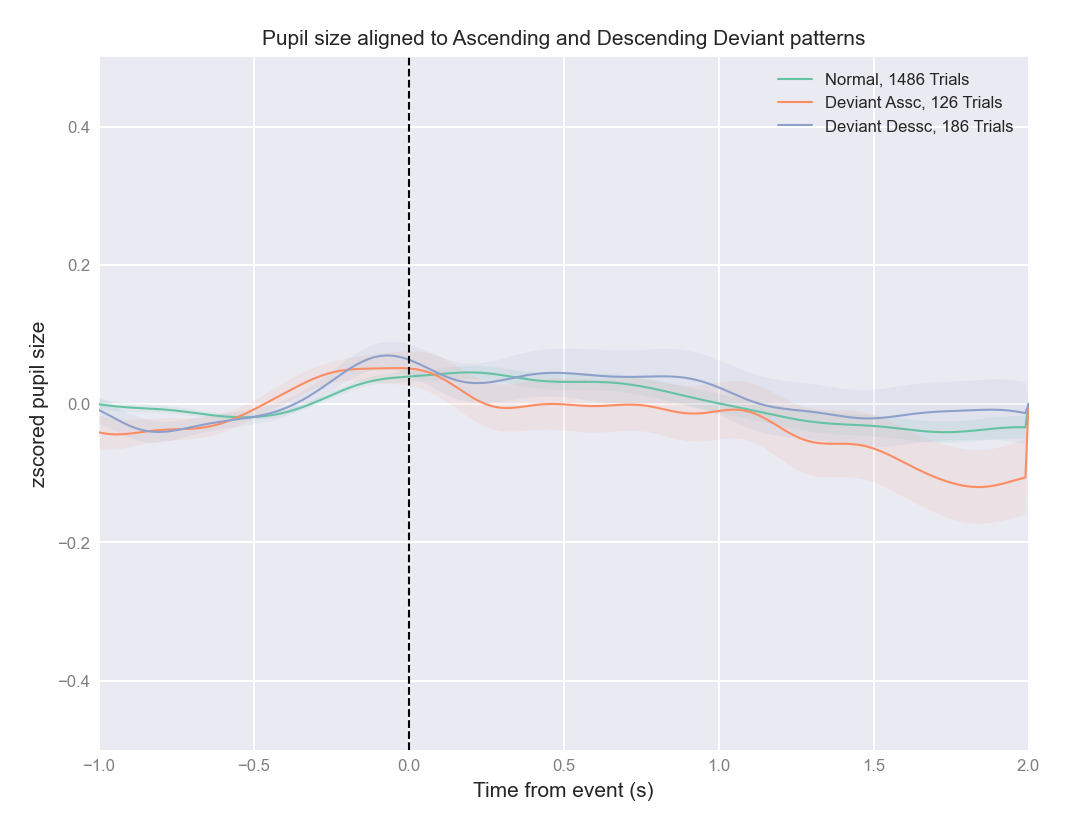 Pupil size aligned to Ascending and Descending Deviant patterns
Normal, 1486 Trials
Deviant Assc, 126 Trials
Deviant Dessc, 186 Trials
zscored pupil size
0.4
0.2
0.0
−0.2
−0.4
−1.0 −0.5 0.0 0.5 1.0 1.5 2.0
Time from event (s)